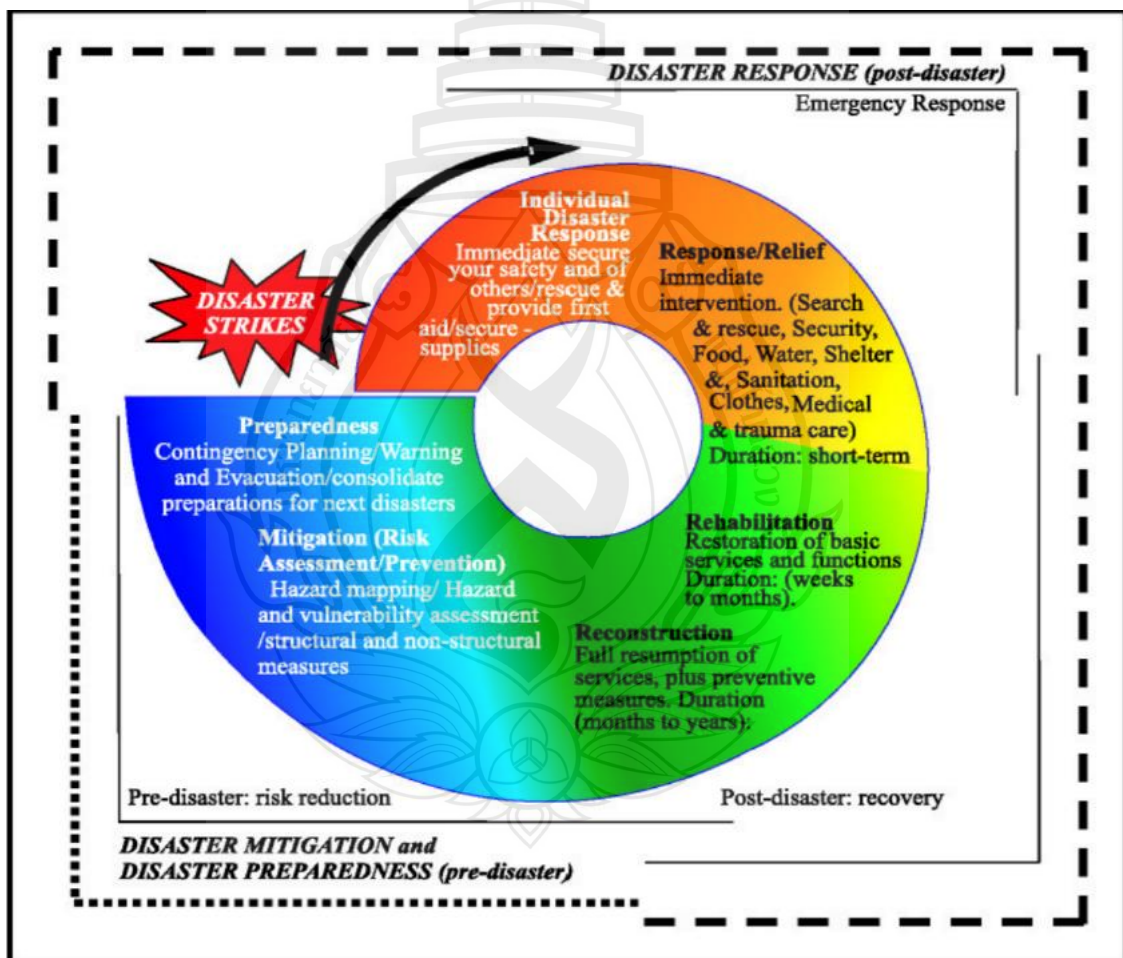 DISASTER RESPONSE (post-disaster)
Emergency Response
DISASTER
STRIKES
Individual
Disaster
Response
Immediate secure
your safety and of
others/rescue &
provide first
aid/secure -
supplies
Response/Relief
Immediate
intervention. (Search
& rescue, Security,
Food, Water, Shelter
&, Sanitation,
Clothes, Medical
& trauma care)
Duration: short-term
Rehabilitation
Restoration of basic
services and functions
Duration: (weeks
to months).
Reconstruction
Full resumption of
services, plus preventive
measures. Duration
(months to years):
Preparedness
Contingency Planning/Warning
and Evacuation/consolidate
preparations for next disasters
Mitigation (Risk
Assessment/Prevention)
Hazard mapping/ Hazard
and vulnerability assessment
/structural and non-structural
measures
Pre-disaster: risk reduction
Post-disaster: recovery
DISASTER MITIGATION and
DISASTER PREPAREDNESS (pre-disaster)